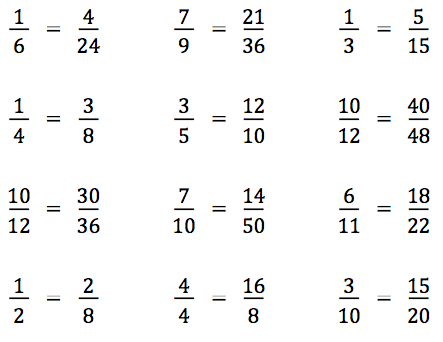 1/6 = 4/24 7/9 = 21/36 1/3 = 5/15
1/4 = 3/8 3/5 = 12/10 10/12 = 40/48
10/12 = 30/36 7/10 = 14/50 6/11 = 18/22
1/2 = 2/8 4/4 = 16/8 3/10 = 15/20